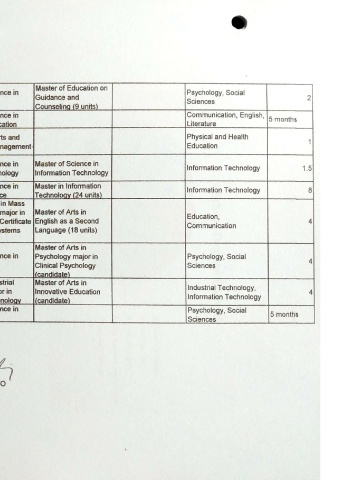 nce in Master of Education on Guidance and Counseling (9 units) Psychology, Social Sciences 2
nce in cation Communication, English, Literature 5 months
rts and nagement Physical and Health Education 1
nce in nology Master of Science in Information Technology Information Technology 1.5
nce in ce Master in Information Technology (24 units) Information Technology 8
in Mass major in Certificate ystems Master of Arts in English as a Second Language (18 units) Education, Communication 4
nce in Master of Arts in Psychology major in Clinical Psychology (candidate) Psychology, Social Sciences 4
strial or in nology Master of Arts in Innovative Education (candidate) Industrial Technology, Information Technology 4
nce in Psychology, Social Sciences 5 months
O